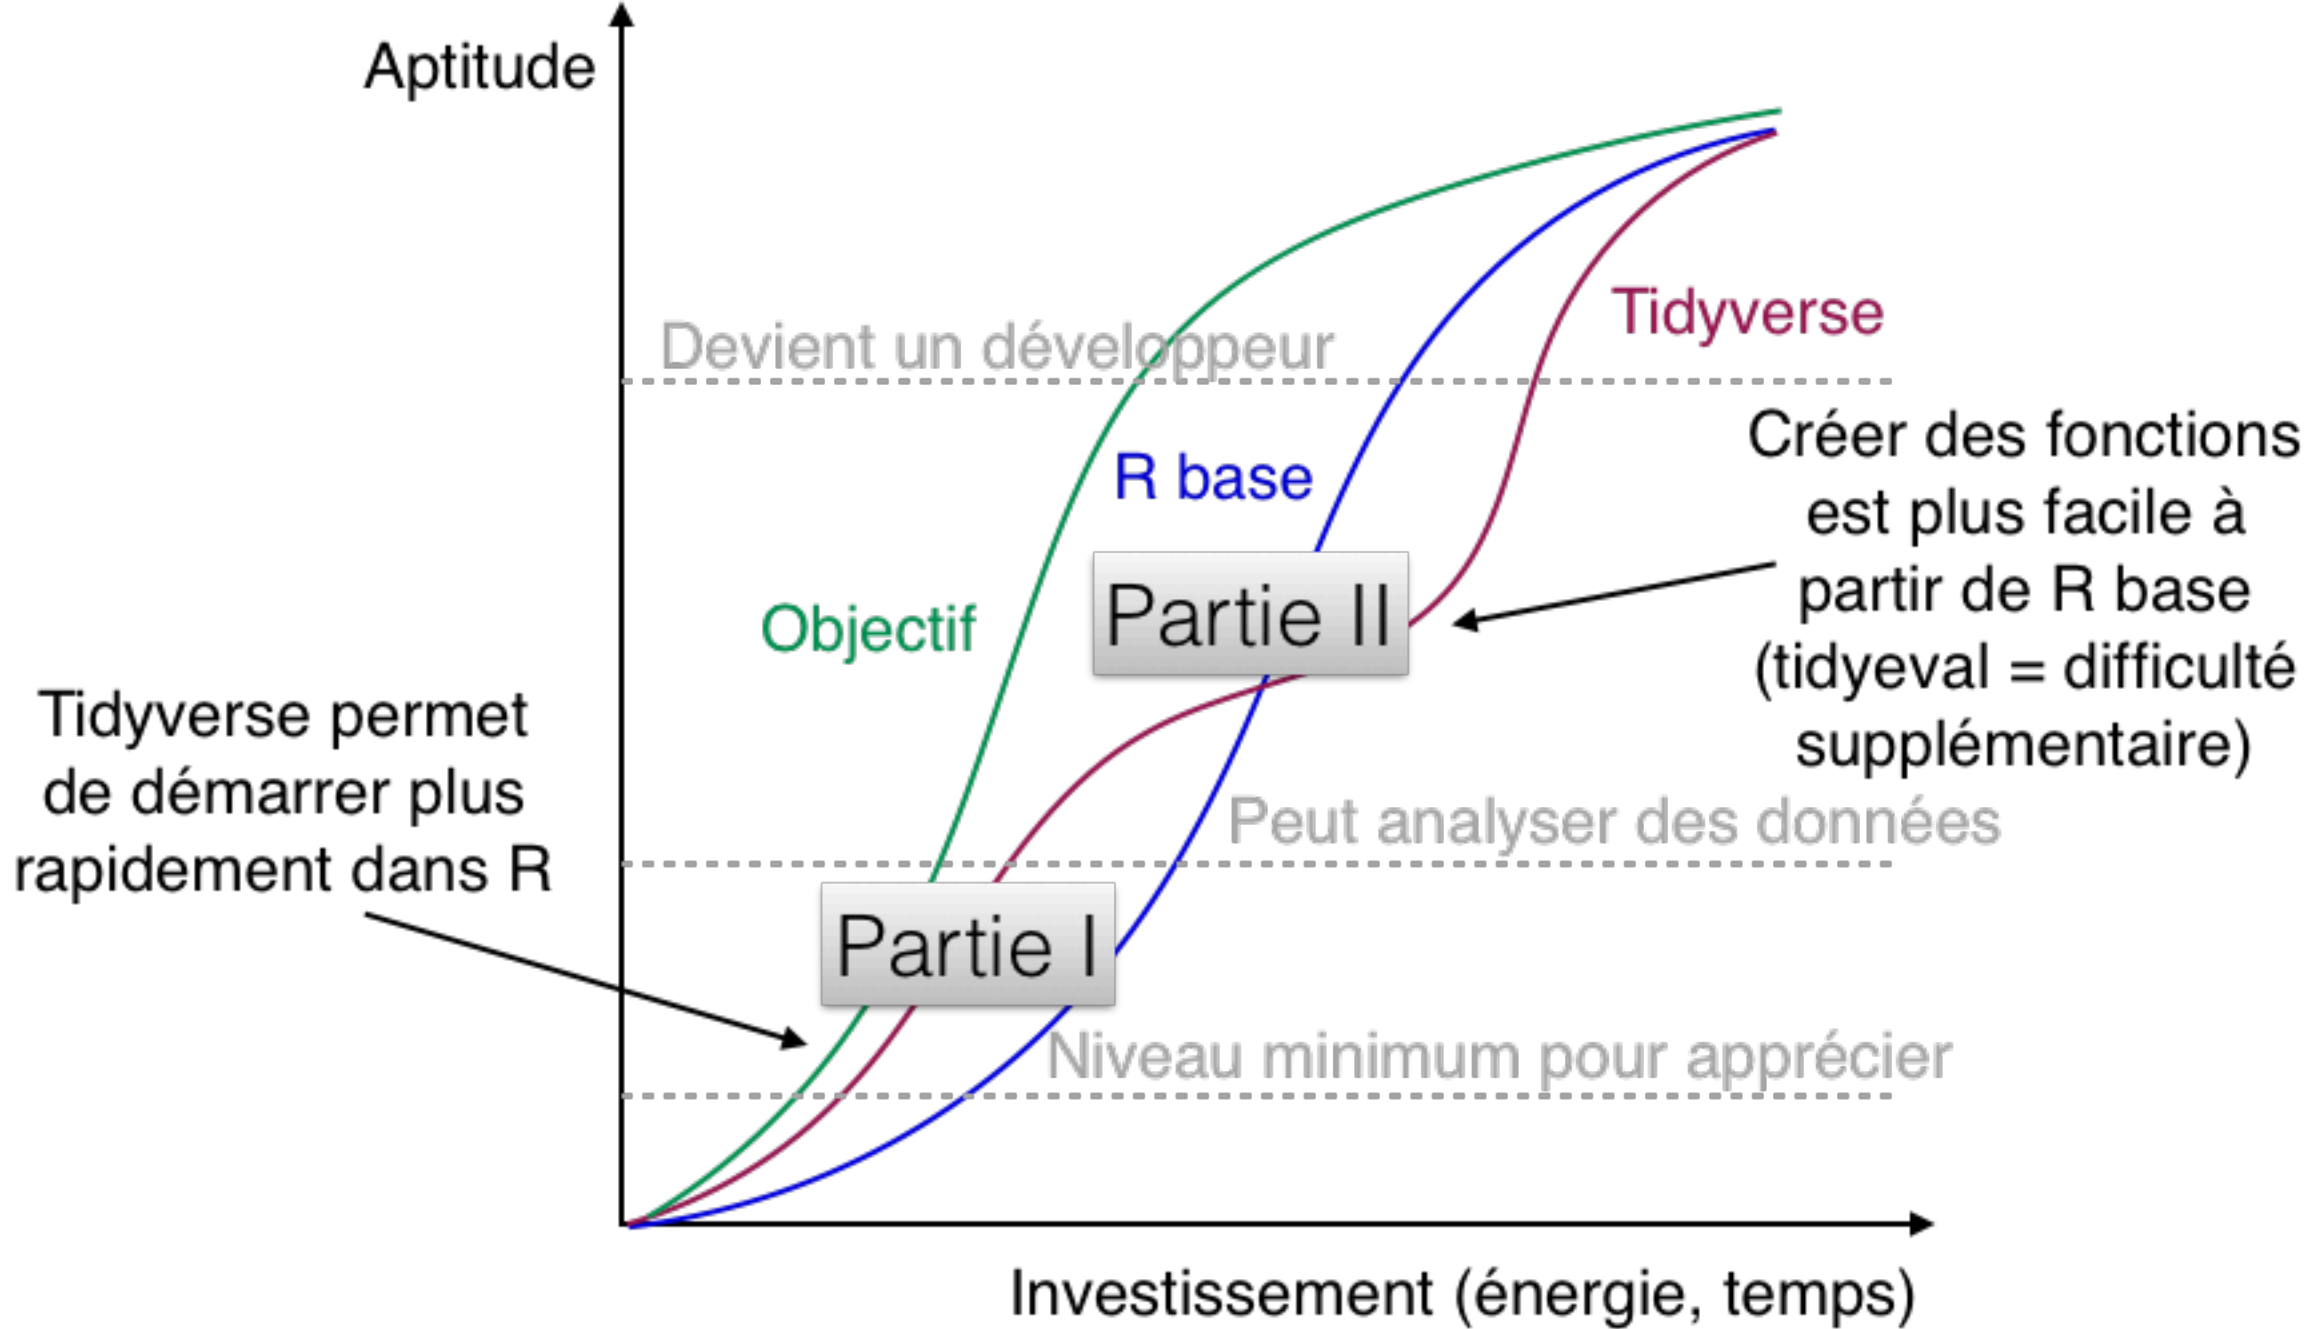 Aptitude
Devient un développeur
Tidyverse
R base
Créer des fonctions
est plus facile à
partir de R base
(tidyeval = difficulté
supplémentaire)
Partie II
Objectif
Tidyverse permet
de démarrer plus
rapidement dans R
Peut analyser des données
Partie I
Niveau minimum pour apprécier
Investissement (énergie, temps)